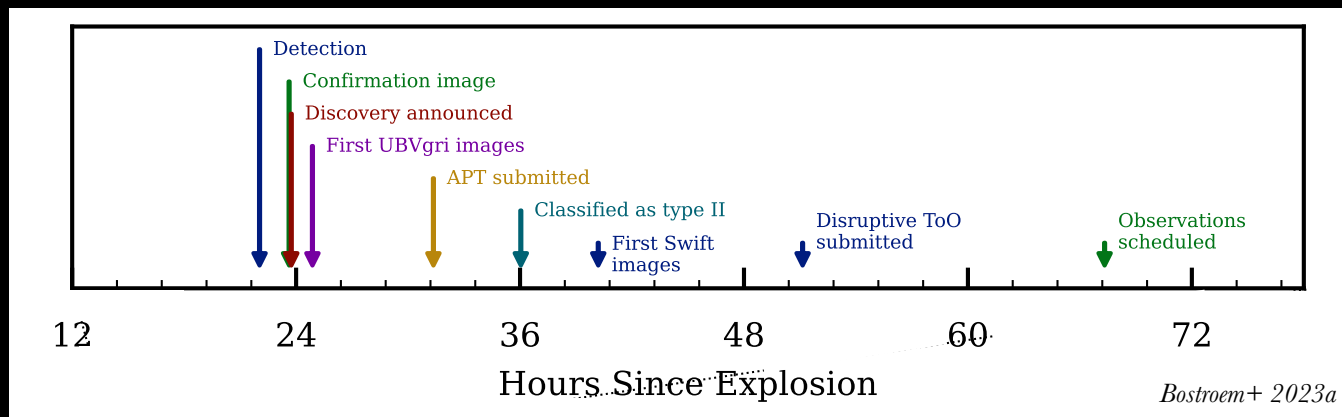 Detection
Confirmation image
Discovery announced
First UBVgri images
APT submitted
Classified as type II
First Swift
images
Disruptive ToO
submitted
Observations
scheduled
12 24 36 48 60 72
Hours Since Explosion
Bostroem+ 2023a